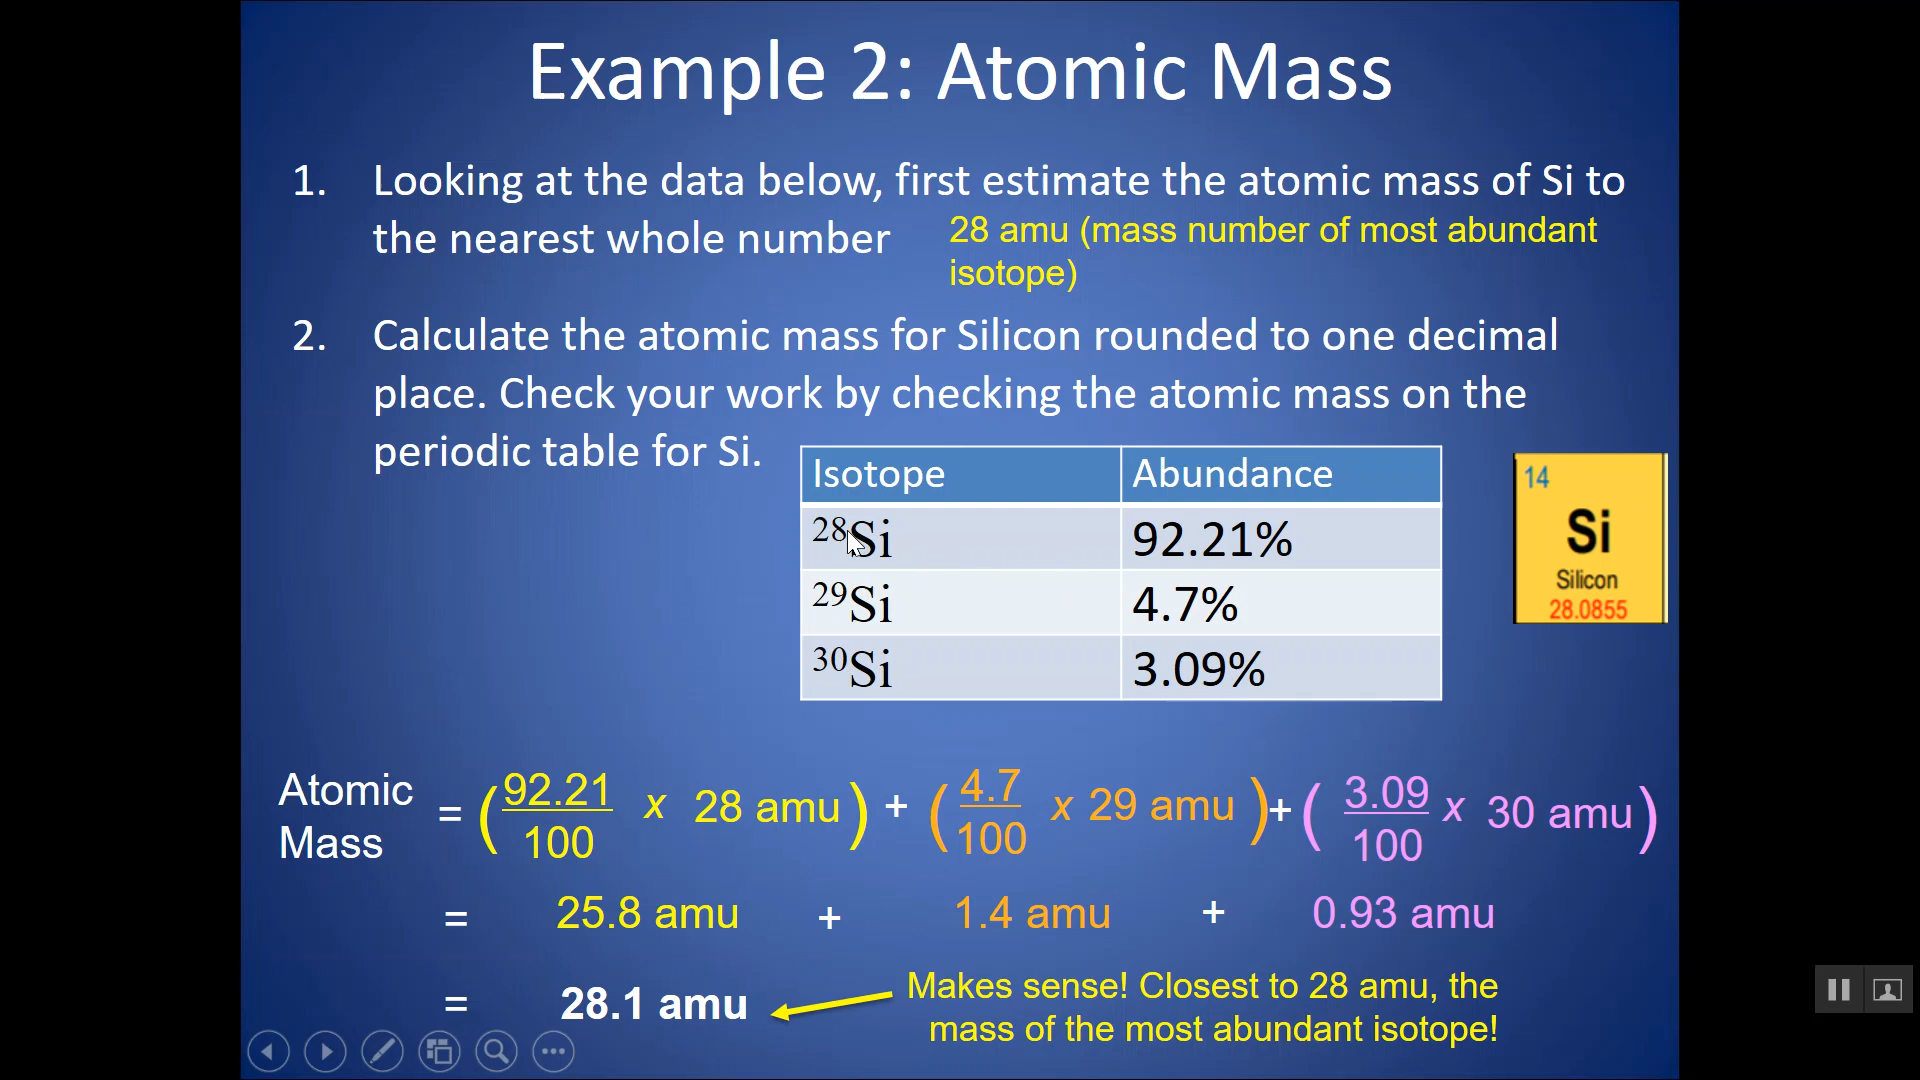 Example 2: Atomic Mass
1. Looking at the data below, first estimate the atomic mass of Si to
the nearest whole number
28 amu (mass number of most abundant
isotope)
2. Calculate the atomic mass for Silicon rounded to one decimal
place. Check your work by checking the atomic mass on the
periodic table for Si.
Isotope Abundance
²⁸Si 92.21%
²⁹Si 4.7%
³⁰Si 3.09%
14
Si
Silicon
28.0855
Atomic
Mass
= (92.21/100 x 28 amu) + (4.7/100 x 29 amu) + (3.09/100 x 30 amu)
= 25.8 amu + 1.4 amu + 0.93 amu
= 28.1 amu
Makes sense! Closest to 28 amu, the
mass of the most abundant isotope!